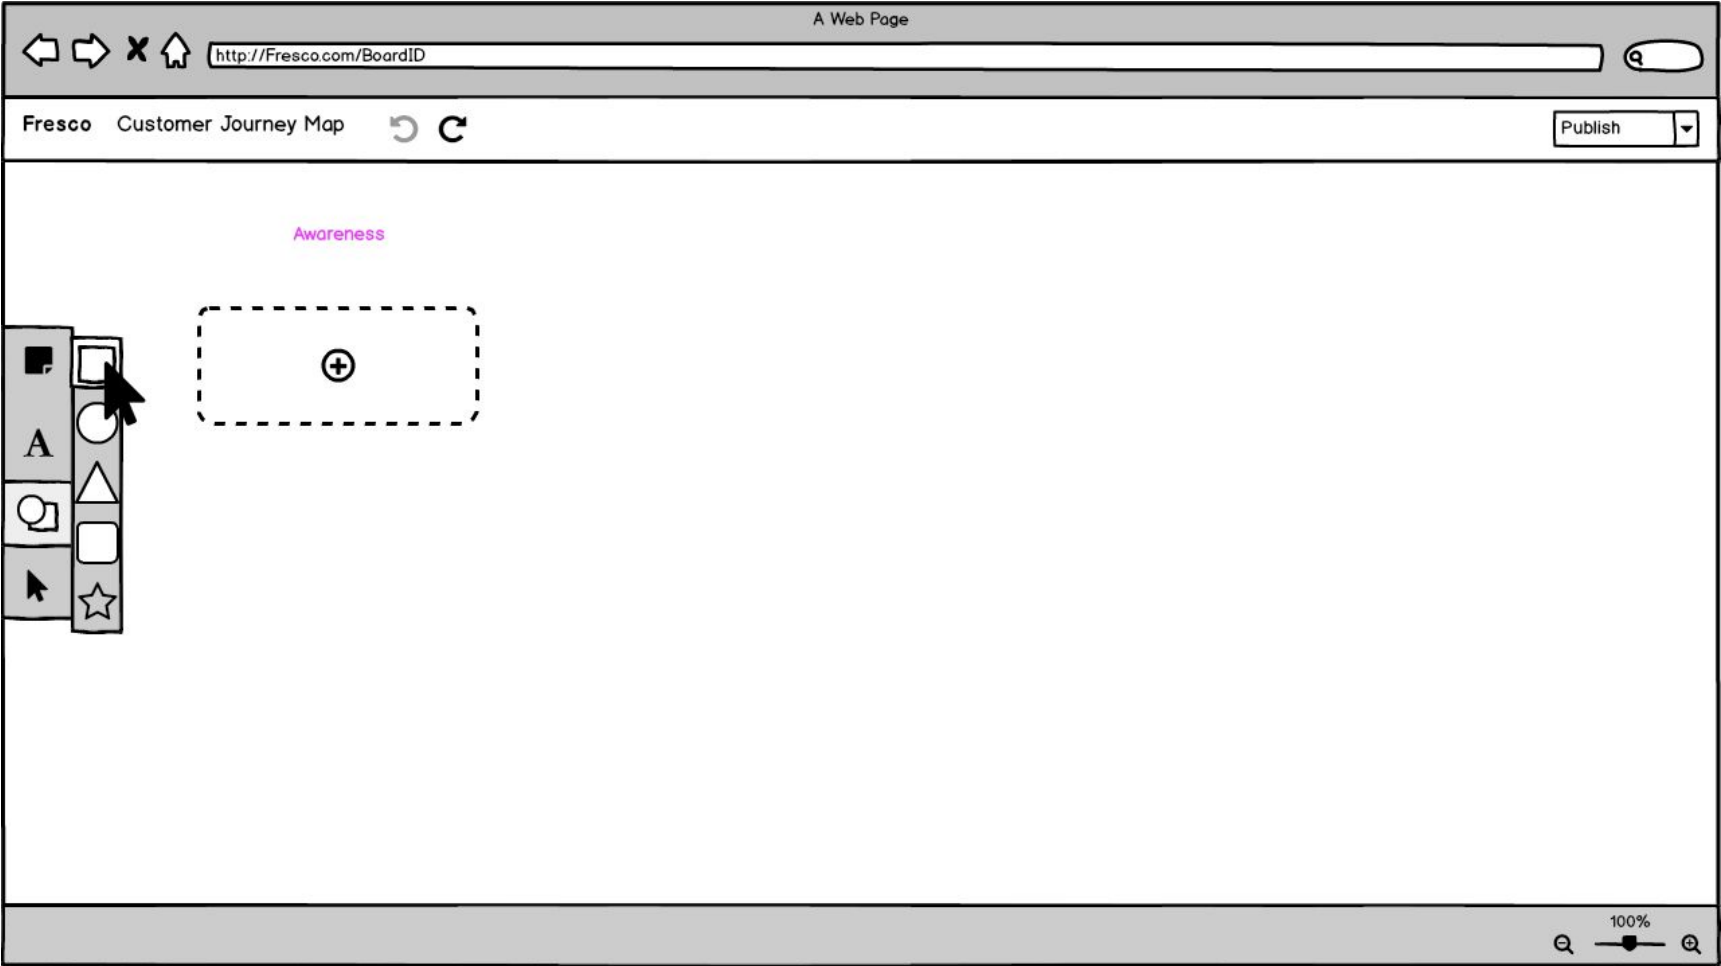 A Web Page
http://Fresco.com/BoardID
Fresco Customer Journey Map
Publish
Awareness
A
100%